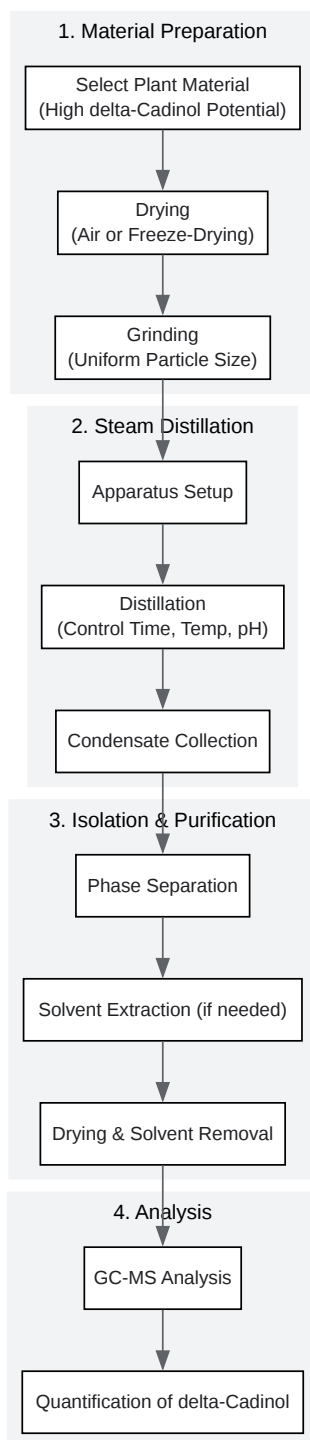 1. Material Preparation
Select Plant Material
(High delta-Cadinol Potential)
Drying
(Air or Freeze-Drying)
Grinding
(Uniform Particle Size)
2. Steam Distillation
Apparatus Setup
Distillation
(Control Time, Temp, pH)
Condensate Collection
3. Isolation & Purification
Phase Separation
Solvent Extraction (if needed)
Drying & Solvent Removal
4. Analysis
GC-MS Analysis
Quantification of delta-Cadinol